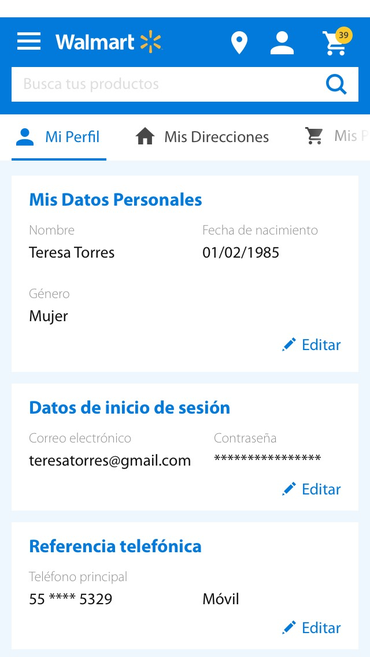 Walmart
39
Busca tus productos
Mi Perfil Mis Direcciones Mis
Mis Datos Personales
Nombre Fecha de nacimiento
Teresa Torres 01/02/1985
Género
Mujer
Editar
Datos de inicio de sesión
Correo electrónico Contraseña
teresatorres@gmail.com ****************
Editar
Referencia telefónica
Teléfono principal
55 **** 5329 Móvil
Editar